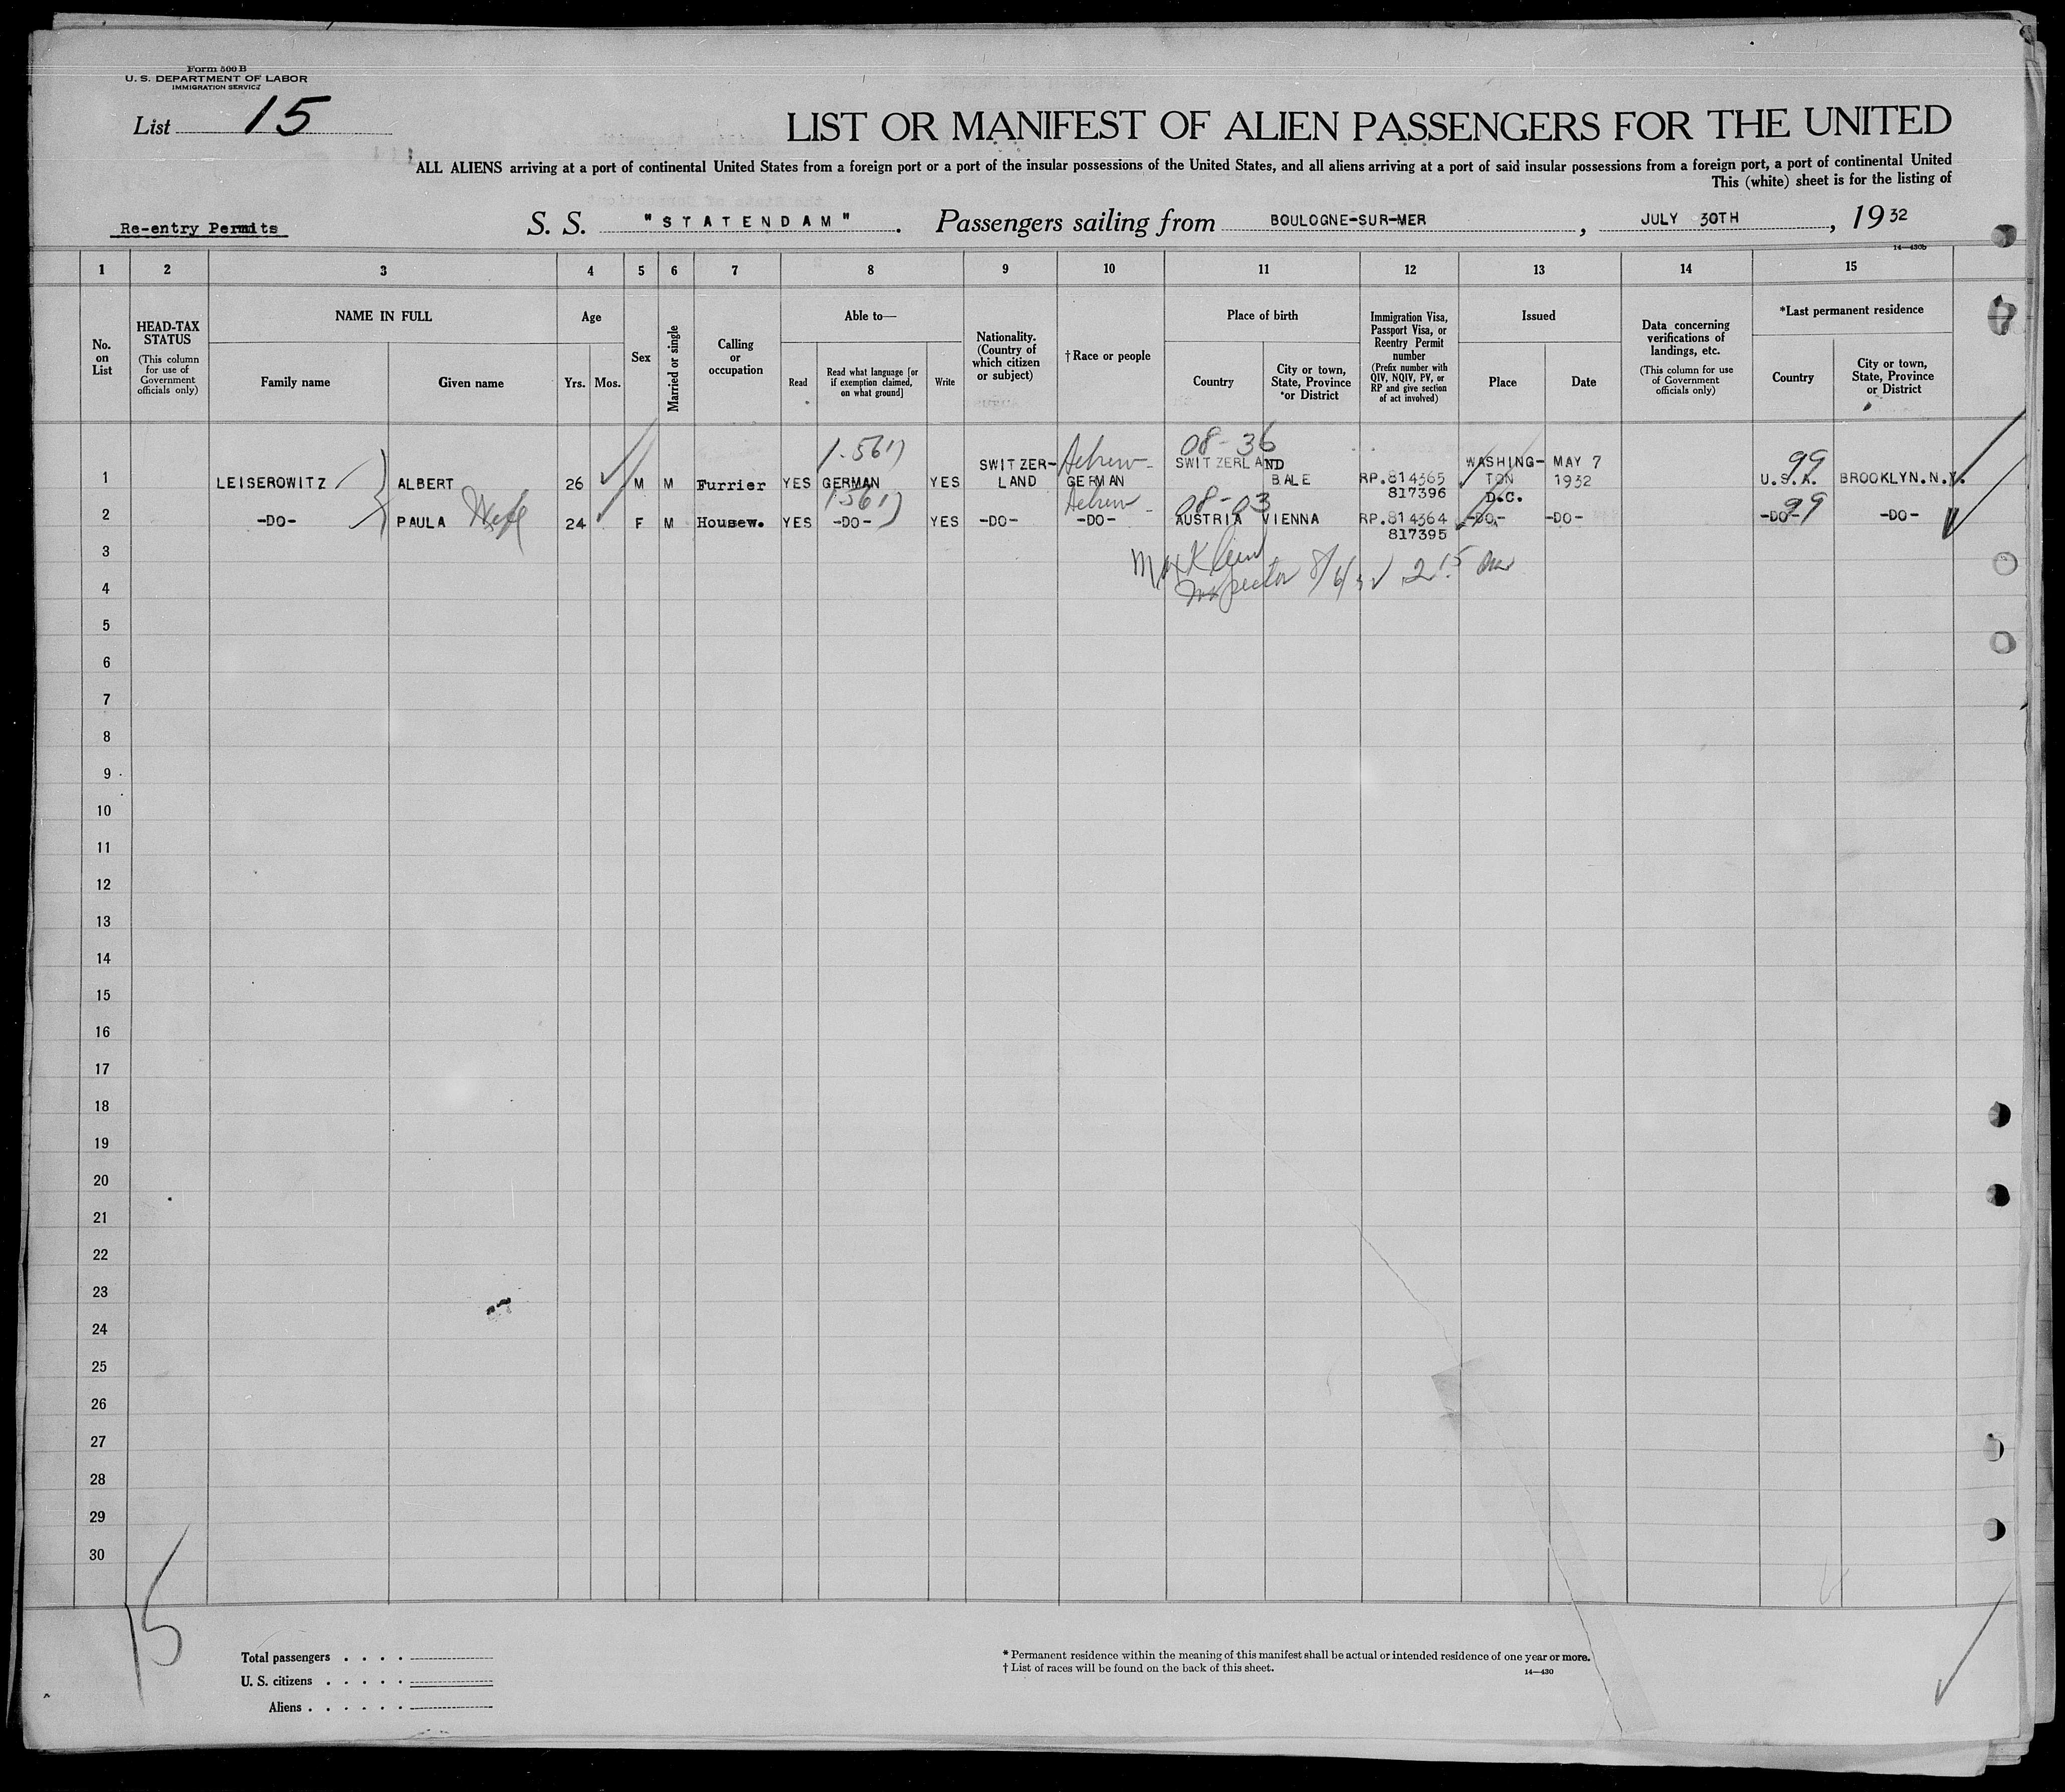 Form 500 B
U. S. DEPARTMENT OF LABOR
IMMIGRATION SERVICE
List 15
LIST OR MANIFEST OF ALIEN PASSENGERS FOR THE UNITED
ALL ALIENS arriving at a port of continental United States from a foreign port or a port of the insular possessions of the United States, and all aliens arriving at a port of said insular possessions from a foreign port, a port of continental United
This (white) sheet is for the listing of
Re-entry Permits S. S. "STATENDAM". Passengers sailing from BOULOGNE-SUR-MER, JULY 30TH, 1932
14—430b
1 2 3 4 5 6 7 8 9 10 11 12 13 14 15
No. on List
HEAD-TAX STATUS
(This column for use of Government officials only)
NAME IN FULL
Family name Given name
Age
Yrs. Mos.
Sex
Married or single
Calling or occupation
Able to—
Read
Read what language [or if exemption claimed, on what ground]
Write
Nationality. (Country of which citizen or subject)
†Race or people
Place of birth
Country
City or town, State, Province or District
Immigration Visa, Passport Visa, or Reentry Permit number
(Prefix number with QIV, NQIV, PV, or RP and give section of act involved)
Issued
Place Date
Data concerning verifications of landings, etc.
(This column for use of Government officials only)
*Last permanent residence
Country
City or town, State, Province or District
08-36 99
Hebrew
1 LEISEROWITZ ALBERT 26 M M Furrier YES GERMAN YES SWITZER-LAND GERMAN SWITZERLAND BALE RP.814365 817396 WASHING-TON D.C. MAY 7 1932 U.S.A. BROOKLYN.N.Y.
Hebrew 08-03 99
2 -DO- PAULA Wife 24 F M Housew. YES -DO- YES -DO- -DO- AUSTRIA VIENNA RP.814364 817395 -DO- -DO- -DO- -DO-
3
Max Klein
4
Inspector
5
6
7
8
9
10
11
12
13
14
15
16
17
18
19
20
21
22
23
24
25
26
27
28
29
30
15
Total passengers
U. S. citizens
Aliens
* Permanent residence within the meaning of this manifest shall be actual or intended residence of one year or more.
† List of races will be found on the back of this sheet. 14—430